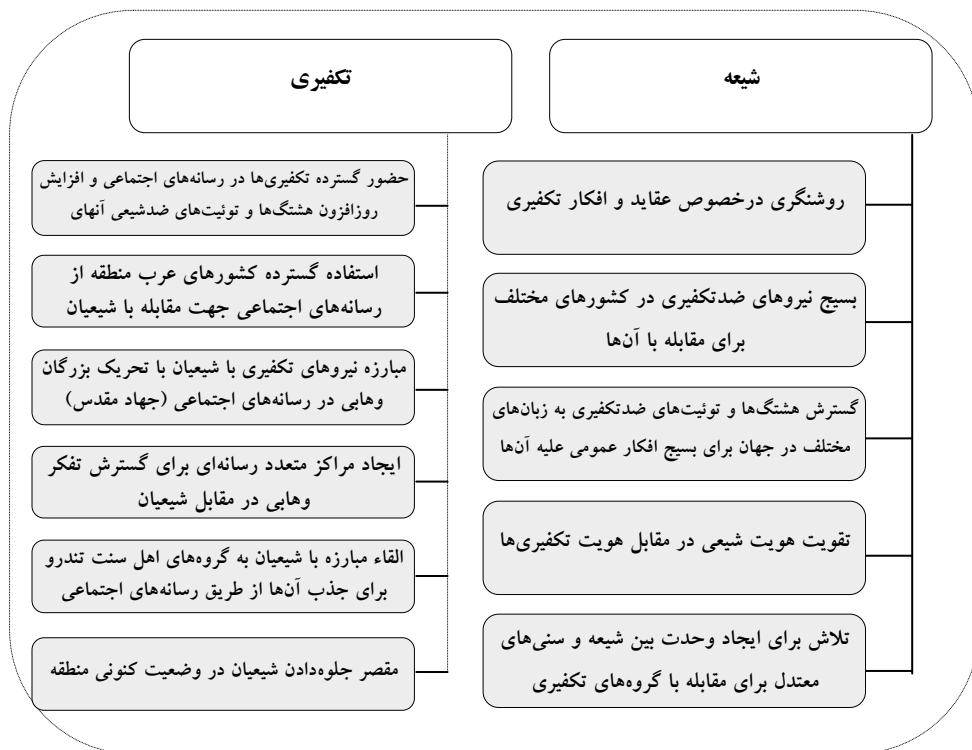 شیعه
روشنگری درخصوص عقاید و افکار تکفیری
بسیج نیروهای ضدتکفیری در کشورهای مختلف
برای مقابله با آن‌ها
گسترش هشتگ‌ها و توئیت‌های ضدتکفیری به زبان‌های
مختلف در جهان برای بسیج افکار عمومی علیه آن‌ها
تقویت هویت شیعی در مقابل هویت تکفیری‌ها
تلاش برای ایجاد وحدت بین شیعه و سنی‌های
معتدل برای مقابله با گروه‌های تکفیری
تکفیری
حضور گسترده تکفیری‌ها در رسانه‌های اجتماعی و افزایش
روزافزون هشتگ‌ها و توئیت‌های ضدشیعی آنهای
استفاده گسترده کشورهای عرب منطقه از
رسانه‌های اجتماعی جهت مقابله با شیعیان
مبارزه نیروهای تکفیری با شیعیان با تحریک بزرگان
وهابی در رسانه‌های اجتماعی (جهاد مقدس)
ایجاد مراکز متعدد رسانه‌ای برای گسترش تفکر
وهابی در مقابل شیعیان
القاء مبارزه با شیعیان به گروه‌های اهل سنت تندرو
برای جذب آن‌ها از طریق رسانه‌های اجتماعی
مقصر جلوه‌دادن شیعیان در وضعیت کنونی منطقه